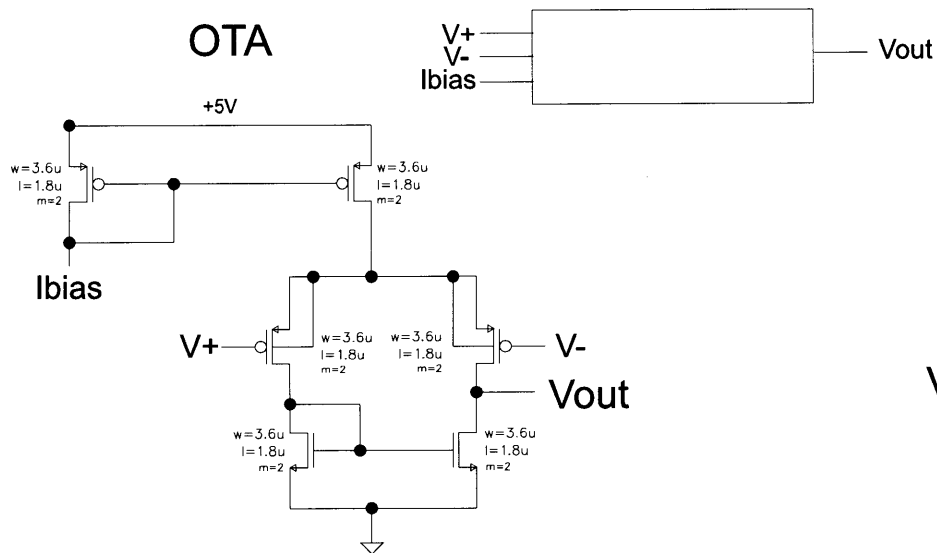 OTA
V+
V-
Ibias
Vout
+5V
w=3.6u
l=1.8u
m=2
w=3.6u
l=1.8u
m=2
Ibias
V+
w=3.6u
l=1.8u
m=2
w=3.6u
l=1.8u
m=2
V-
Vout
w=3.6u
l=1.8u
m=2
w=3.6u
l=1.8u
m=2
V